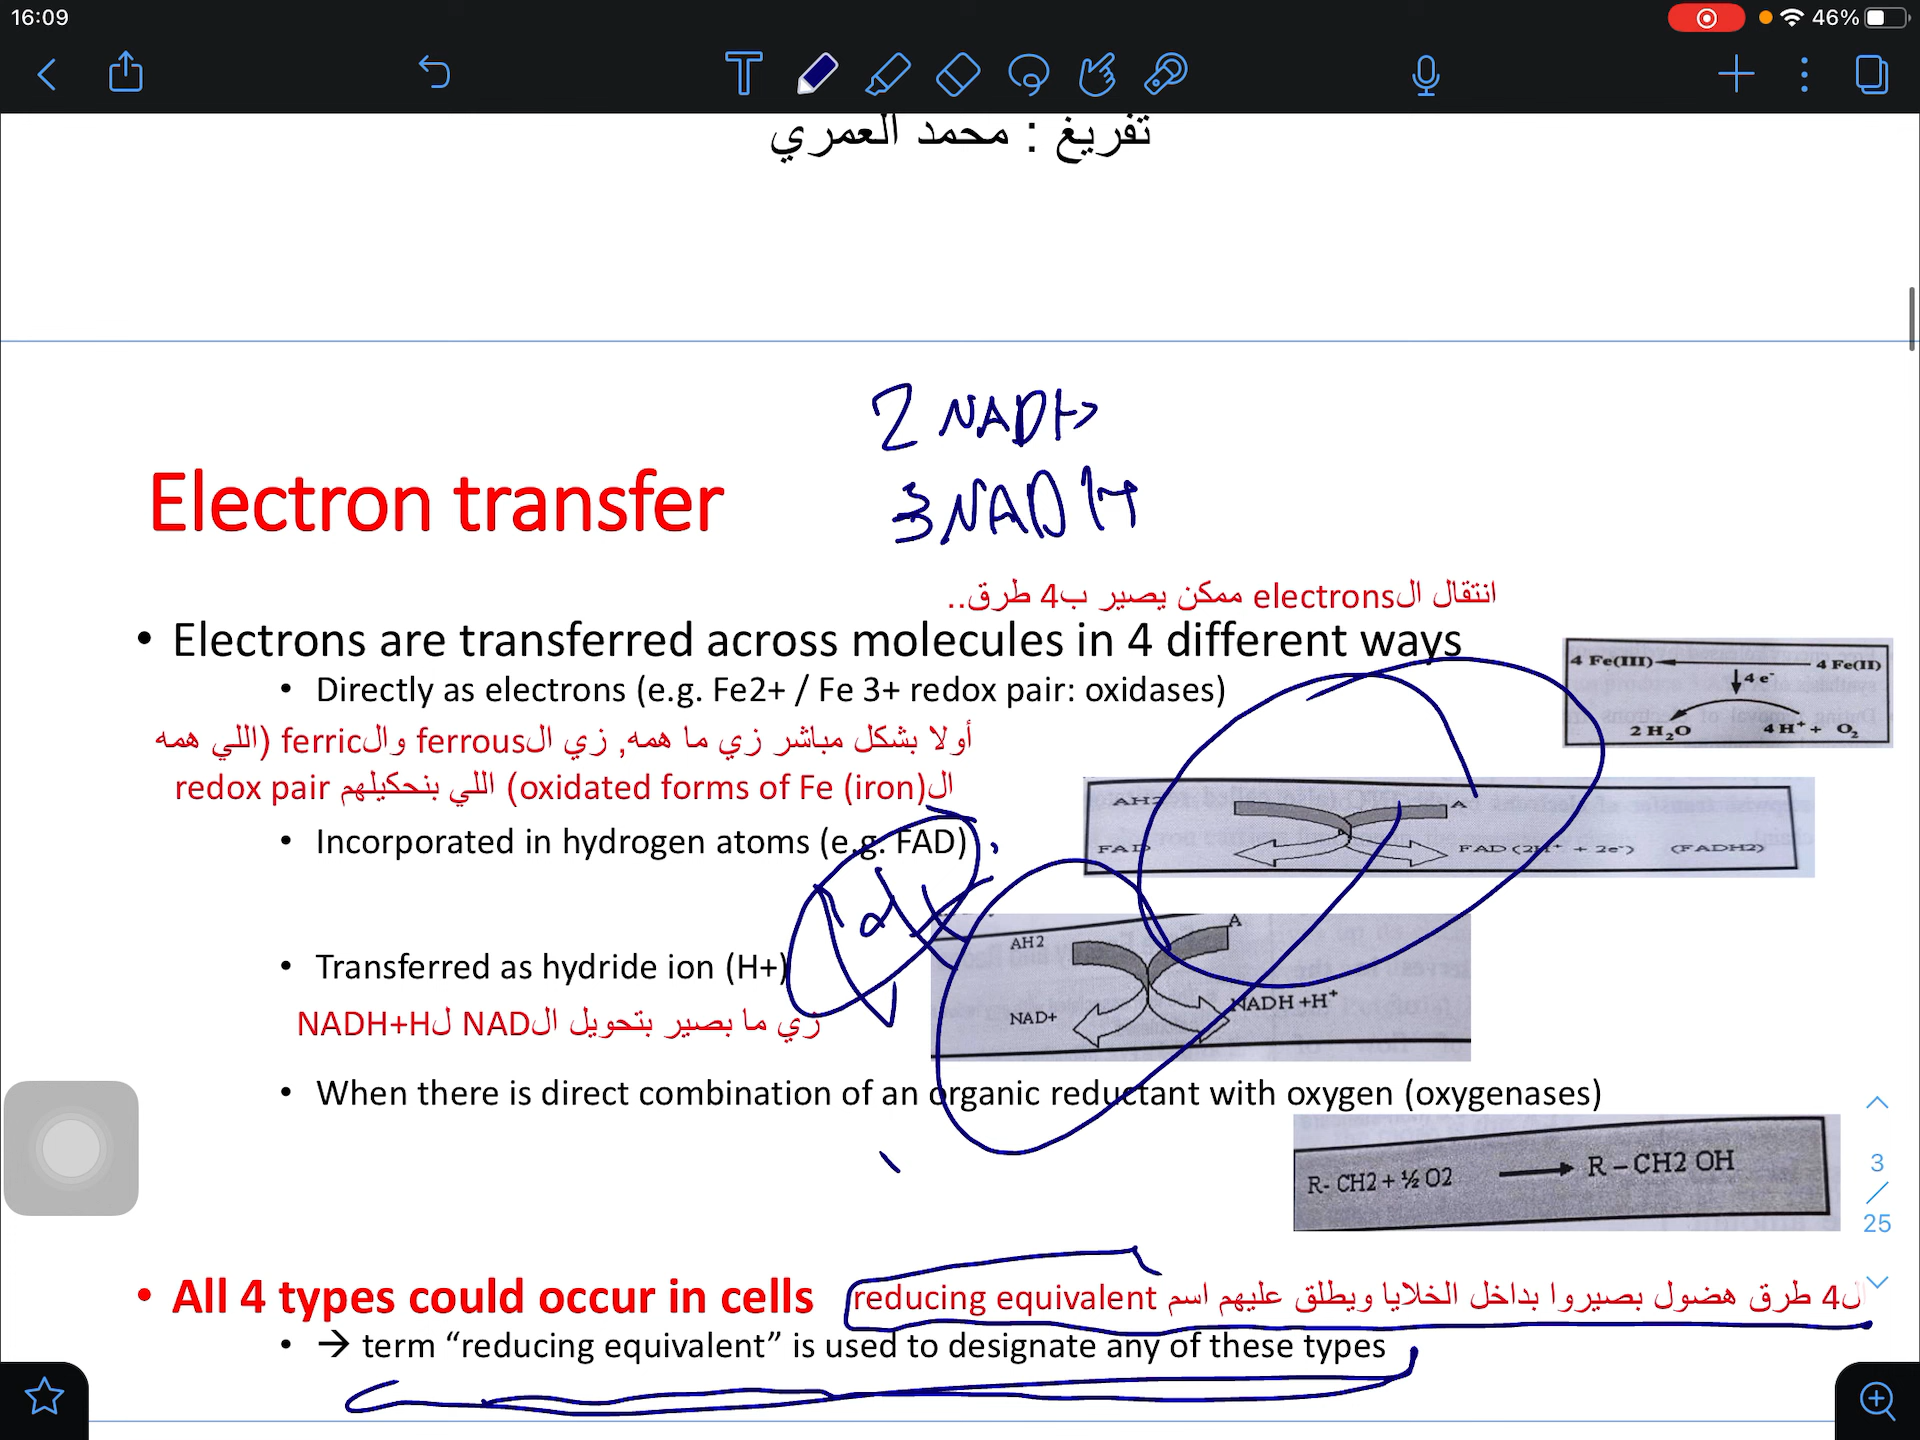 16:09
46%
تفريغ : محمد العمري
2 NADH
3 NADH
Electron transfer
انتقال الelectrons ممكن يصير ب4 طرق..
• Electrons are transferred across molecules in 4 different ways
• Directly as electrons (e.g. Fe2+ / Fe 3+ redox pair: oxidases)
4 Fe(III) 4 Fe(II)
4 e-
2 H2O 4 H+ + O2
أولا بشكل مباشر زي ما همه, زي الferrous والferric (اللي همه
الoxidated forms of Fe (iron)) اللي بنحكيلهم redox pair
• Incorporated in hydrogen atoms (e.g. FAD)
AH2 A
FAD FAD (2H+ + 2e-) (FADH2)
• Transferred as hydride ion (H+)
AH2 A
NAD+ NADH +H+
زي ما بصير بتحويل الNAD لNADH+H
• When there is direct combination of an organic reductant with oxygen (oxygenases)
R- CH2 + ½ O2 → R – CH2 OH
3
/
25
• All 4 types could occur in cells
ال4 طرق هضول بصيروا بداخل الخلايا ويطلق عليهم اسم reducing equivalent
• → term “reducing equivalent” is used to designate any of these types